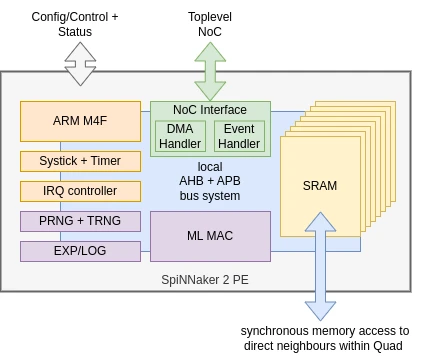 Config/Control +
Status
Toplevel
NoC
ARM M4F
Systick + Timer
IRQ controller
PRNG + TRNG
EXP/LOG
NoC Interface
DMA
Handler
Event
Handler
local
AHB + APB
bus system
ML MAC
SRAM
SpiNNaker 2 PE
synchronous memory access to
direct neighbours within Quad